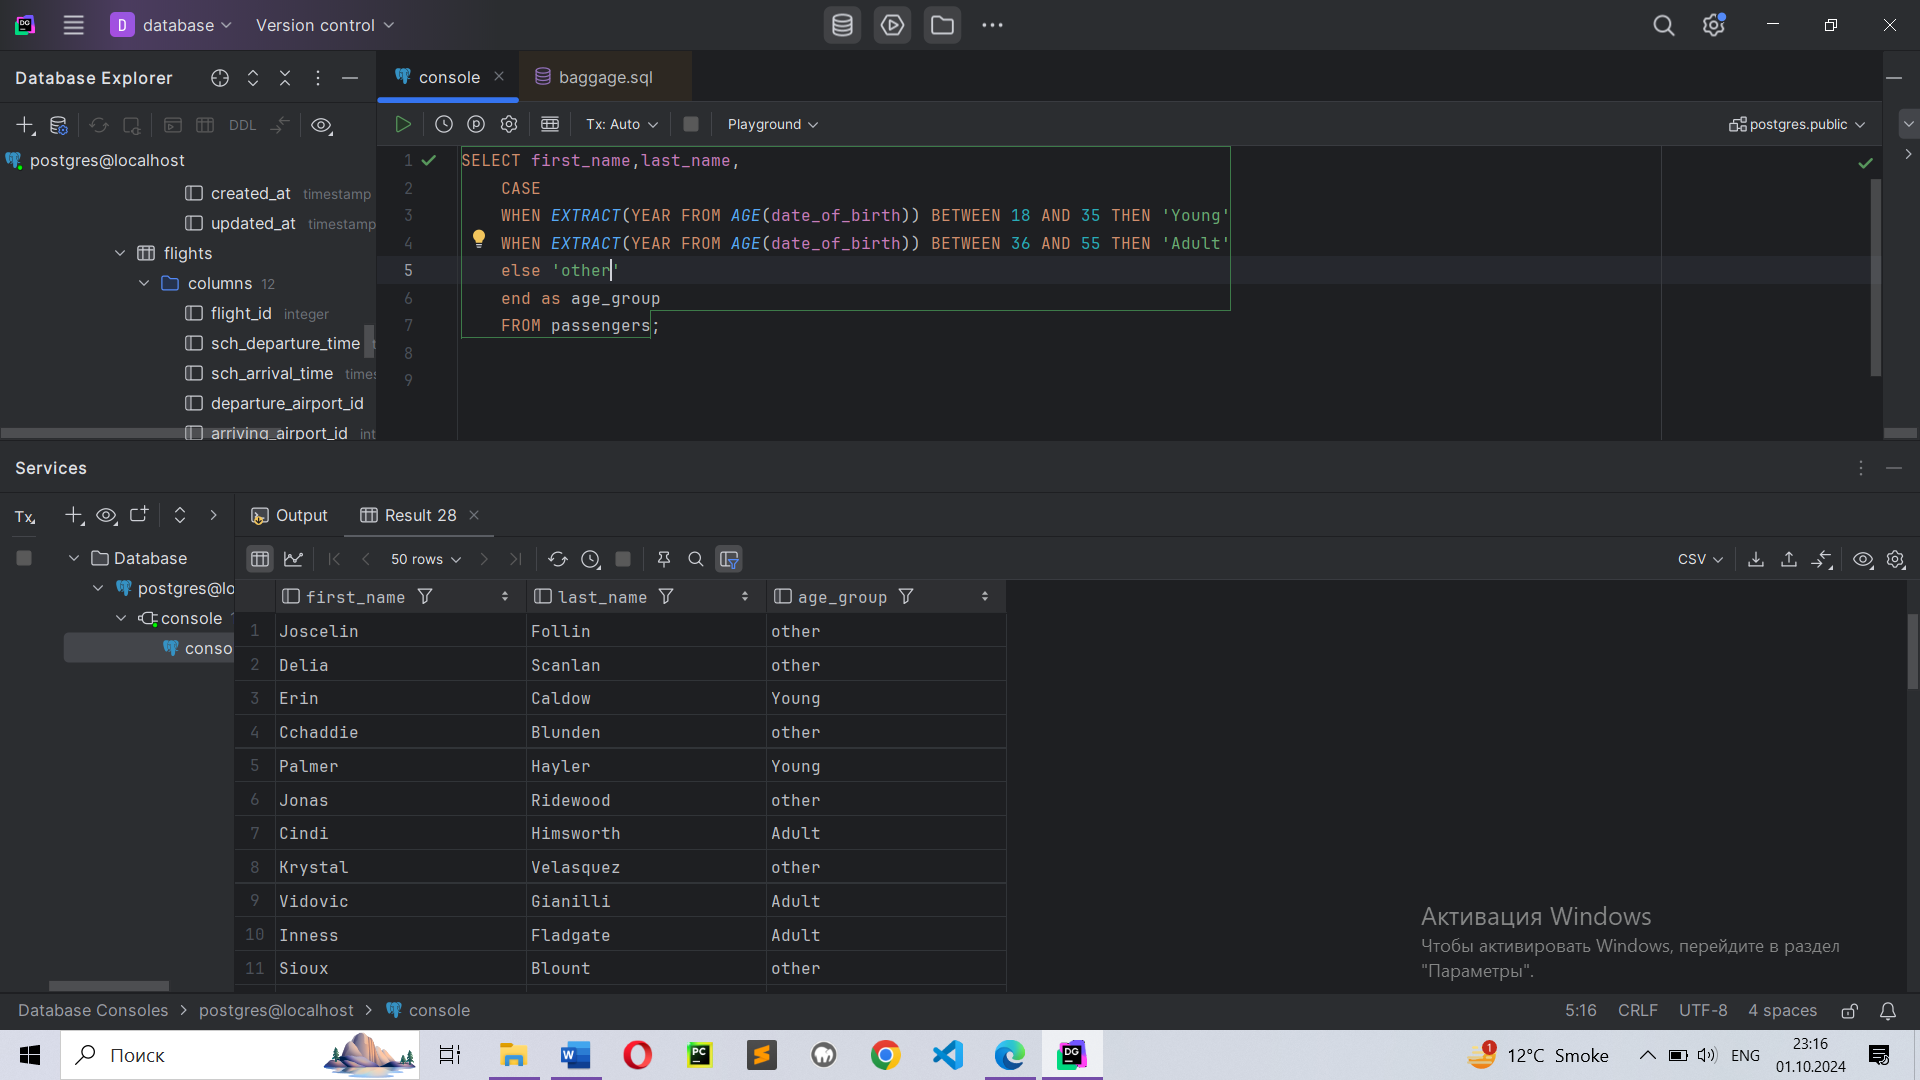 database
Version control
Database Explorer
console
baggage.sql
DDL
Tx: Auto
Playground
postgres.public
postgres@localhost
created_at timestamp
updated_at timestamp
flights
columns 12
flight_id integer
sch_departure_time
sch_arrival_time times
departure_airport_id
arriving_airport_id int
1 SELECT first_name,last_name,
2 CASE
3 WHEN EXTRACT(YEAR FROM AGE(date_of_birth)) BETWEEN 18 AND 35 THEN 'Young'
4 WHEN EXTRACT(YEAR FROM AGE(date_of_birth)) BETWEEN 36 AND 55 THEN 'Adult'
5 else 'other'
6 end as age_group
7 FROM passengers;
8
9
Services
Tx
Output
Result 28
Database
postgres@lo
console
conso
50 rows
CSV
first_name last_name age_group
1 Joscelin Follin other
2 Delia Scanlan other
3 Erin Caldow Young
4 Cchaddie Blunden other
5 Palmer Hayler Young
6 Jonas Ridewood other
7 Cindi Himsworth Adult
8 Krystal Velasquez other
9 Vidovic Gianilli Adult
10 Inness Fladgate Adult
11 Sioux Blount other
Активация Windows
Чтобы активировать Windows, перейдите в раздел
"Параметры".
Database Consoles > postgres@localhost > console
5:16 CRLF UTF-8 4 spaces
Поиск
12°C Smoke
ENG
23:16
01.10.2024